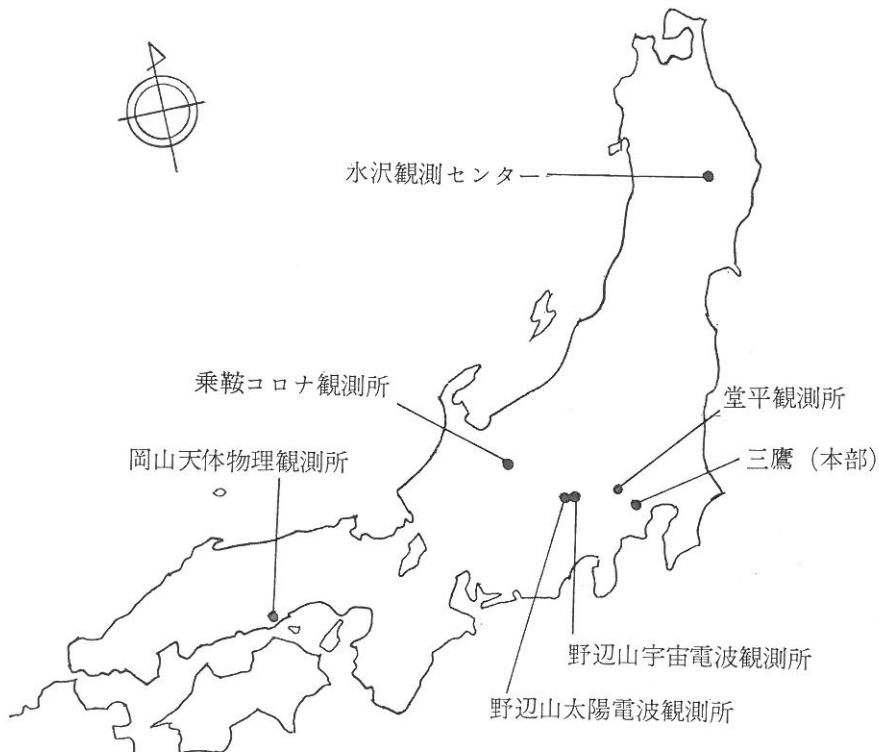 水沢観測センター
乗鞍コロナ観測所
堂平観測所
岡山天体物理観測所
三鷹（本部）
野辺山宇宙電波観測所
野辺山太陽電波観測所